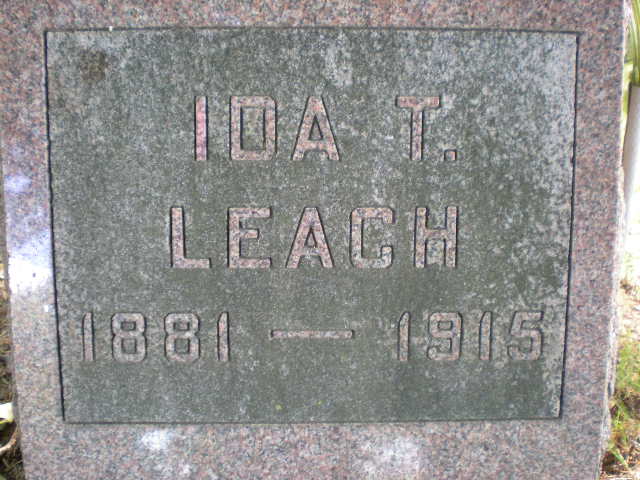 IDA T.
LEACH
1881 — 1915